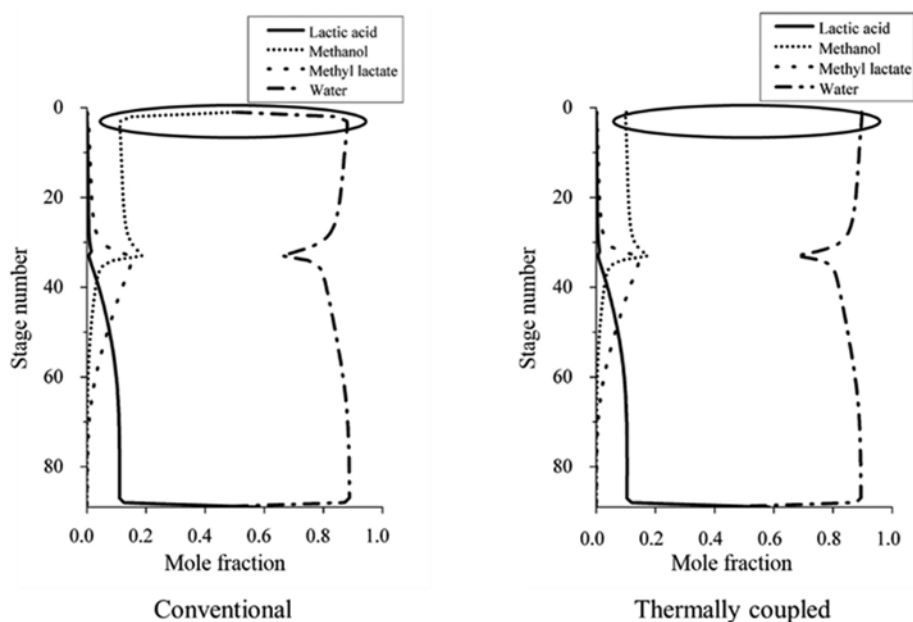 Lactic acid
Methanol
Methyl lactate
Water
0
20
40
60
80
Stage number
0.0 0.2 0.4 0.6 0.8 1.0
Mole fraction
Conventional
Lactic acid
Methanol
Methyl lactate
Water
0
20
40
60
80
Stage number
0.0 0.2 0.4 0.6 0.8 1.0
Mole fraction
Thermally coupled